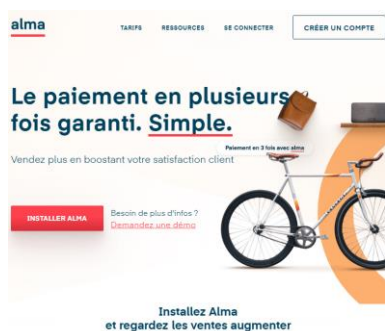 alma
TARIFS RESSOURCES SE CONNECTER CRÉER UN COMPTE
Le paiement en plusieurs
fois garanti. Simple.
Paiement en 3 fois avec alma
Vendez plus en boostant votre satisfaction client
INSTALLER ALMA
Besoin de plus d'infos ?
Demandez une démo
Installez Alma
et regardez les ventes augmenter